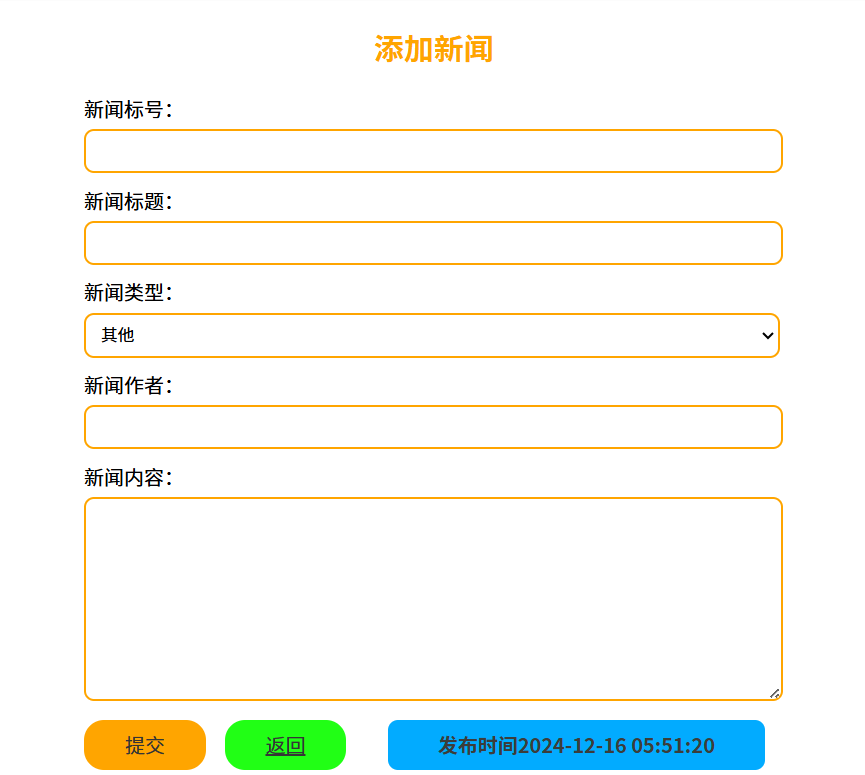 添加新闻
新闻标号：
新闻标题：
新闻类型：
其他
新闻作者：
新闻内容：
提交 返回 发布时间2024-12-16 05:51:20